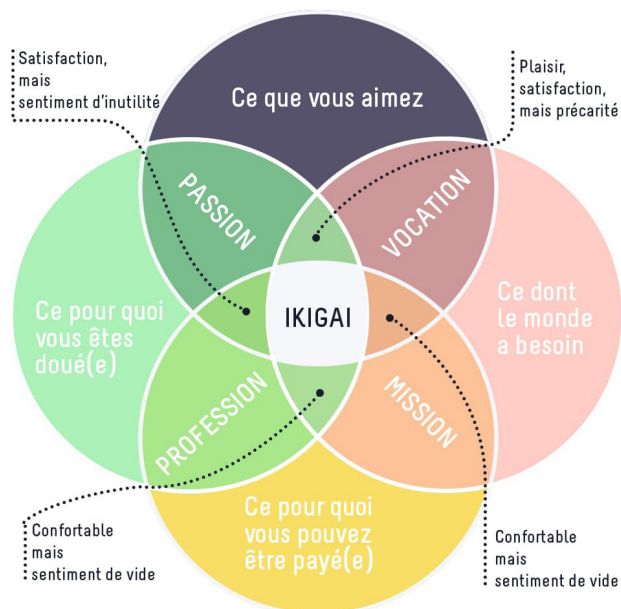 Satisfaction,
mais
sentiment d'inutilité
Plaisir,
satisfaction,
mais précarité
Ce que vous aimez
PASSION
VOCATION
Ce pour quoi
vous êtes
doué(e)
IKIGAI
Ce dont
le monde
a besoin
PROFESSION
MISSION
Ce pour quoi
vous pouvez
être payé(e)
Confortable
mais
sentiment de vide
Confortable
mais
sentiment de vide